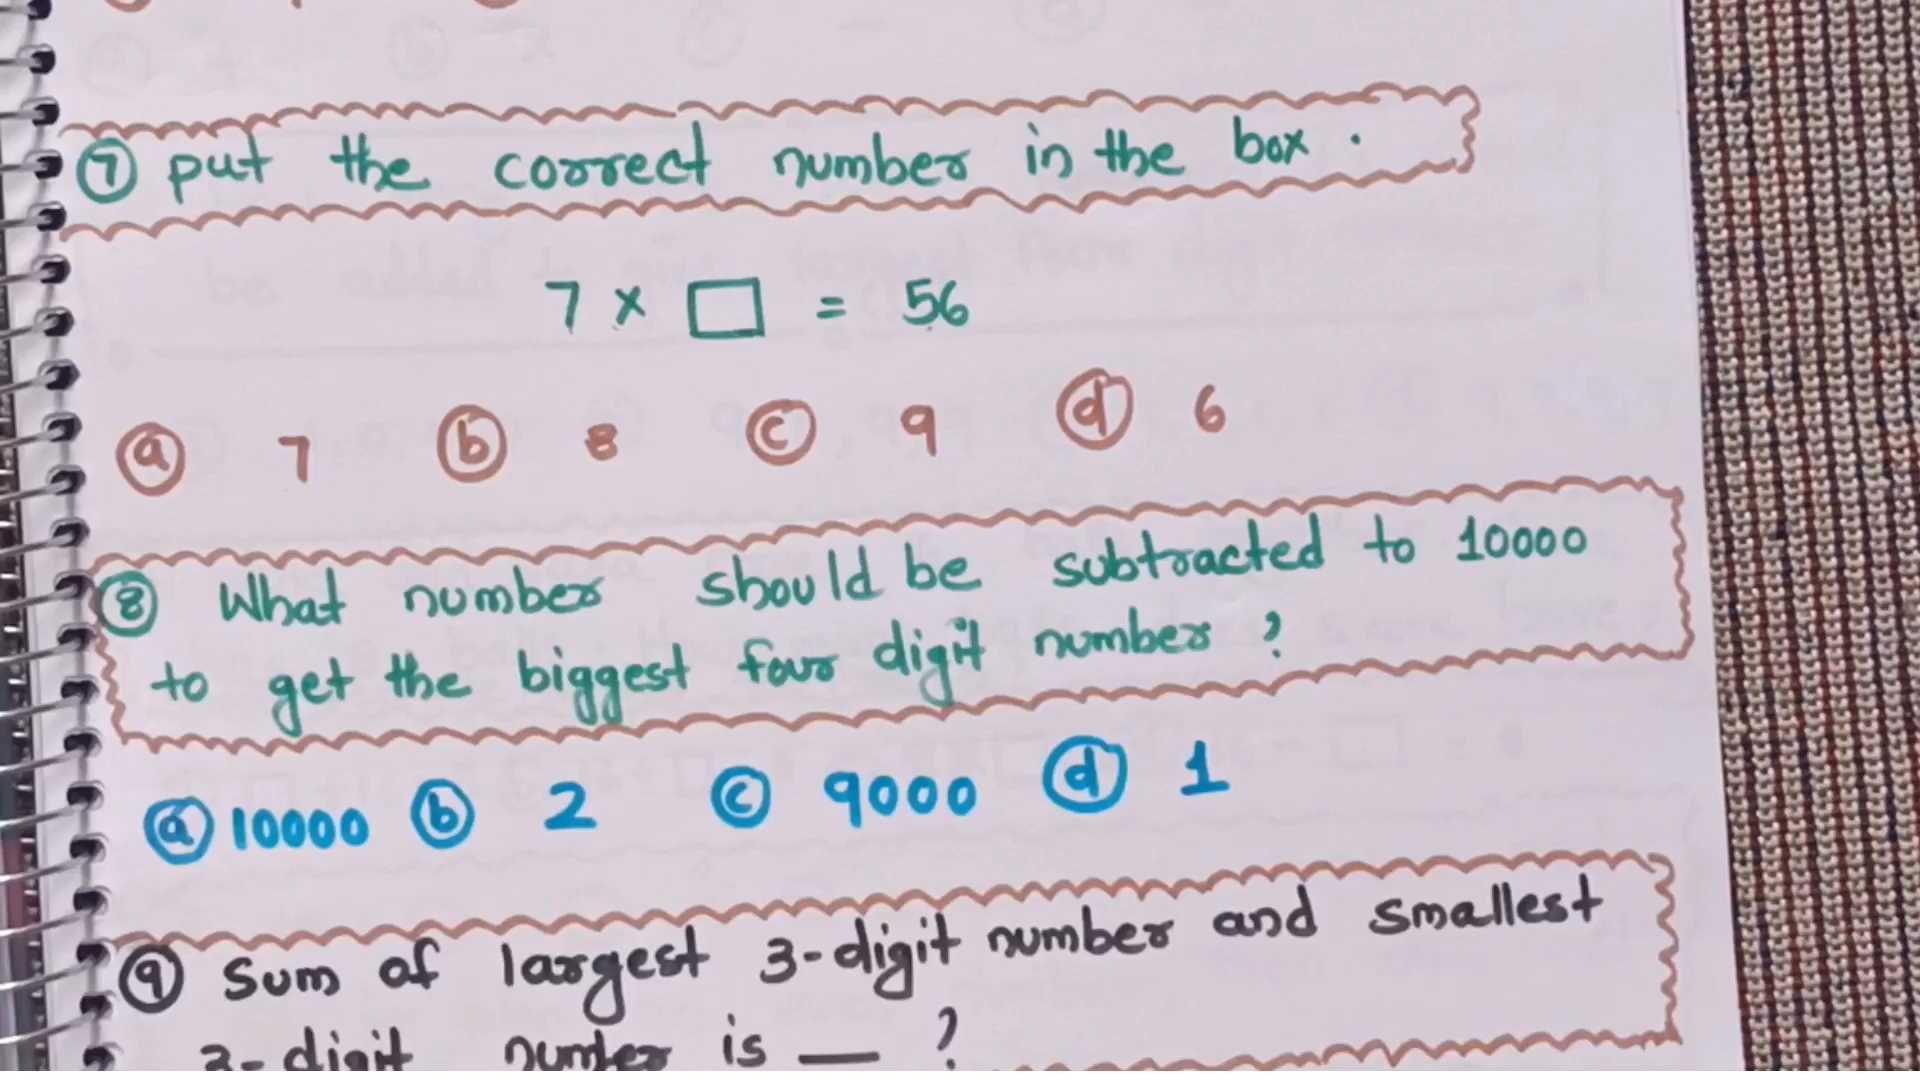 7 put the correct number in the box.
7 × □ = 56
a 7 b 8 c 9 d 6
8 What number should be subtracted to 10000
to get the biggest four digit number?
a 10000 b 2 c 9000 d 1
9 Sum of largest 3-digit number and smallest
3-digit number is __ ?